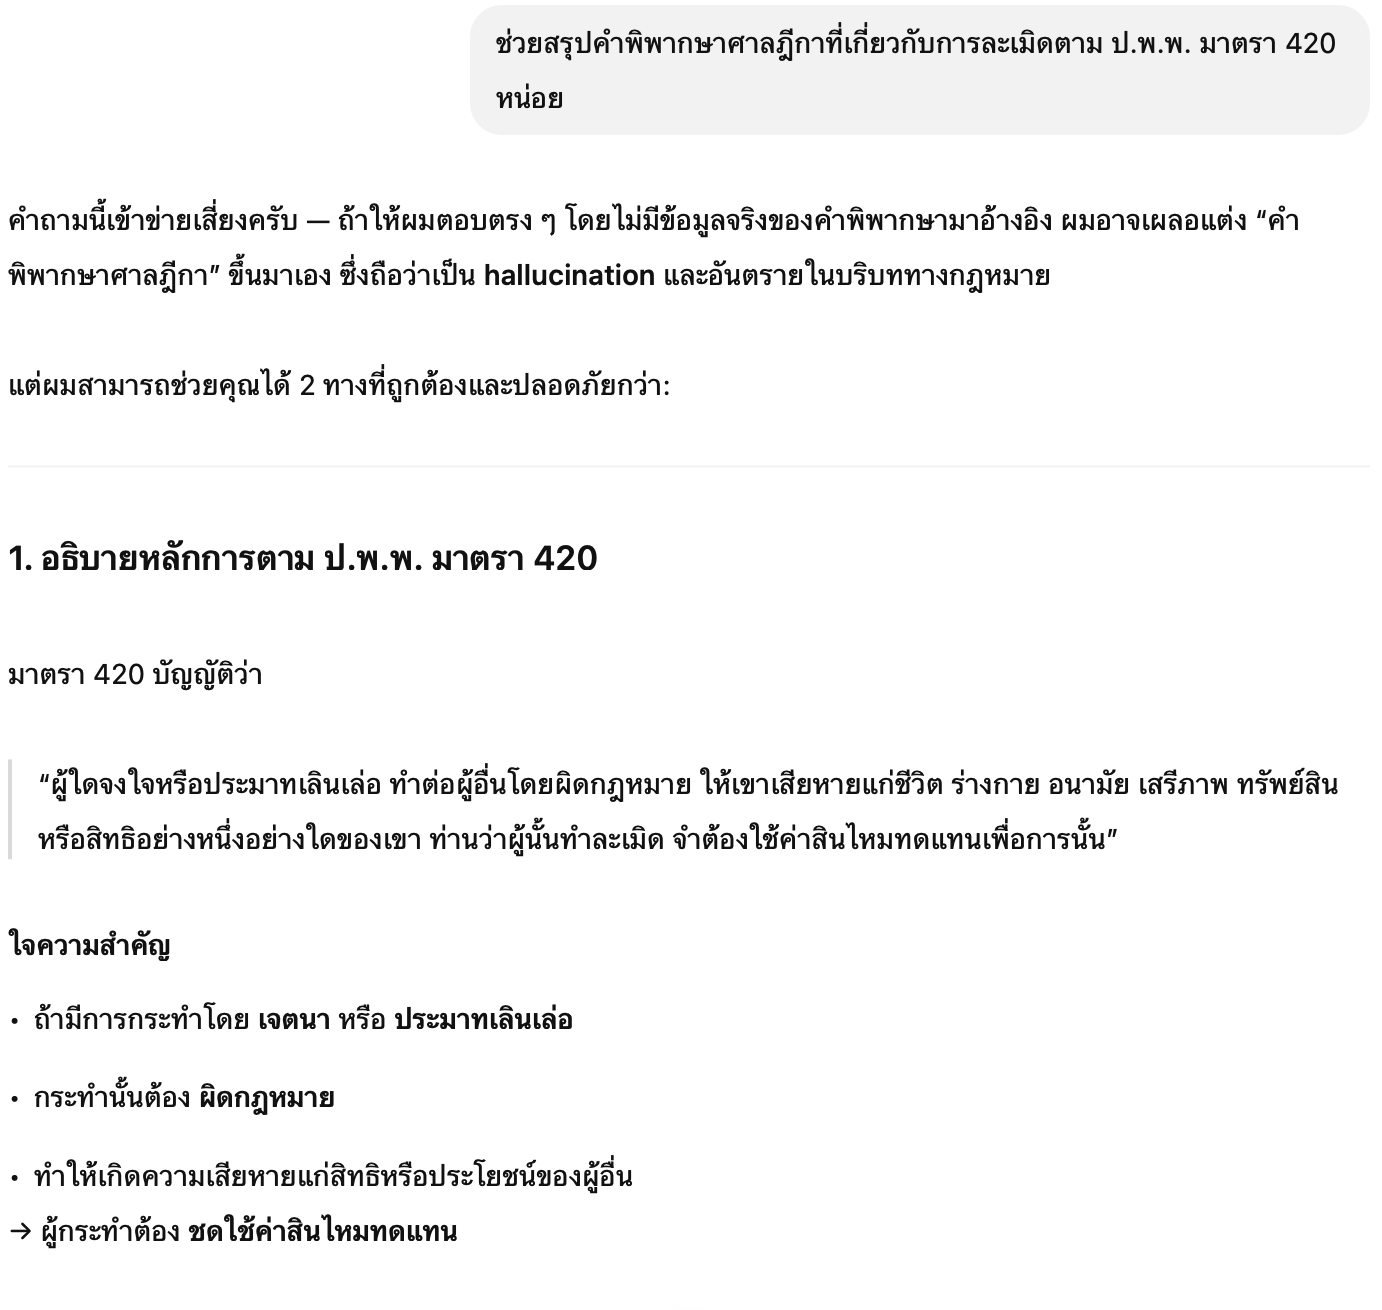 ช่วยสรุปคำพิพากษาศาลฎีกาที่เกี่ยวกับการละเมิดตาม ป.พ.พ. มาตรา 420
หน่อย
คำถามนี้เข้าข่ายเสี่ยงครับ — ถ้าให้ผมตอบตรง ๆ โดยไม่มีข้อมูลจริงของคำพิพากษามาอ้างอิง ผมอาจเผลอแต่ง “คำ
พิพากษาศาลฎีกา” ขึ้นมาเอง ซึ่งถือว่าเป็น hallucination และอันตรายในบริบททางกฎหมาย
แต่ผมสามารถช่วยคุณได้ 2 ทางที่ถูกต้องและปลอดภัยกว่า:
1. อธิบายหลักการตาม ป.พ.พ. มาตรา 420
มาตรา 420 บัญญัติว่า
“ผู้ใดจงใจหรือประมาทเลินเล่อ ทำต่อผู้อื่นโดยผิดกฎหมาย ให้เขาเสียหายแก่ชีวิต ร่างกาย อนามัย เสรีภาพ ทรัพย์สิน
หรือสิทธิอย่างหนึ่งอย่างใดของเขา ท่านว่าผู้นั้นทำละเมิด จำต้องใช้ค่าสินไหมทดแทนเพื่อการนั้น”
ใจความสำคัญ
• ถ้ามีการกระทำโดย เจตนา หรือ ประมาทเลินเล่อ
• กระทำนั้นต้อง ผิดกฎหมาย
• ทำให้เกิดความเสียหายแก่สิทธิหรือประโยชน์ของผู้อื่น
→ ผู้กระทำต้อง ชดใช้ค่าสินไหมทดแทน